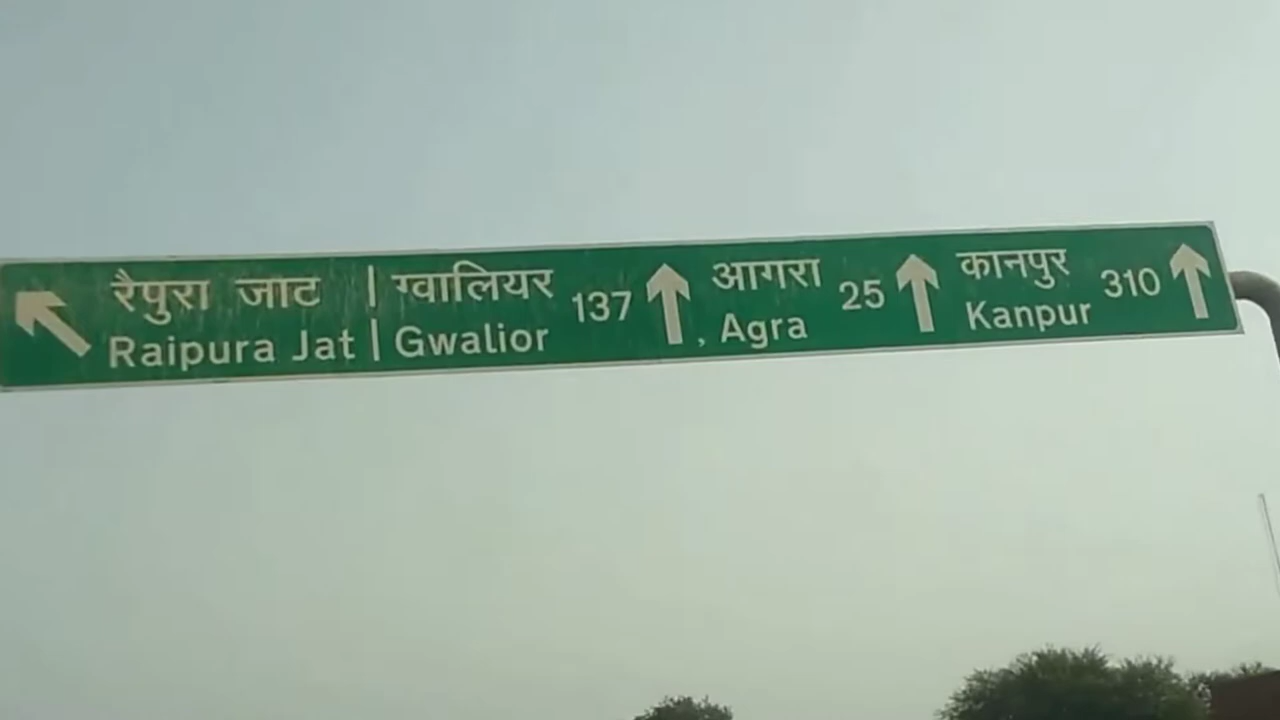 रैपुरा जाट | ग्वालियर 137 आगरा 25 कानपुर 310
Raipura Jat | Gwalior , Agra Kanpur